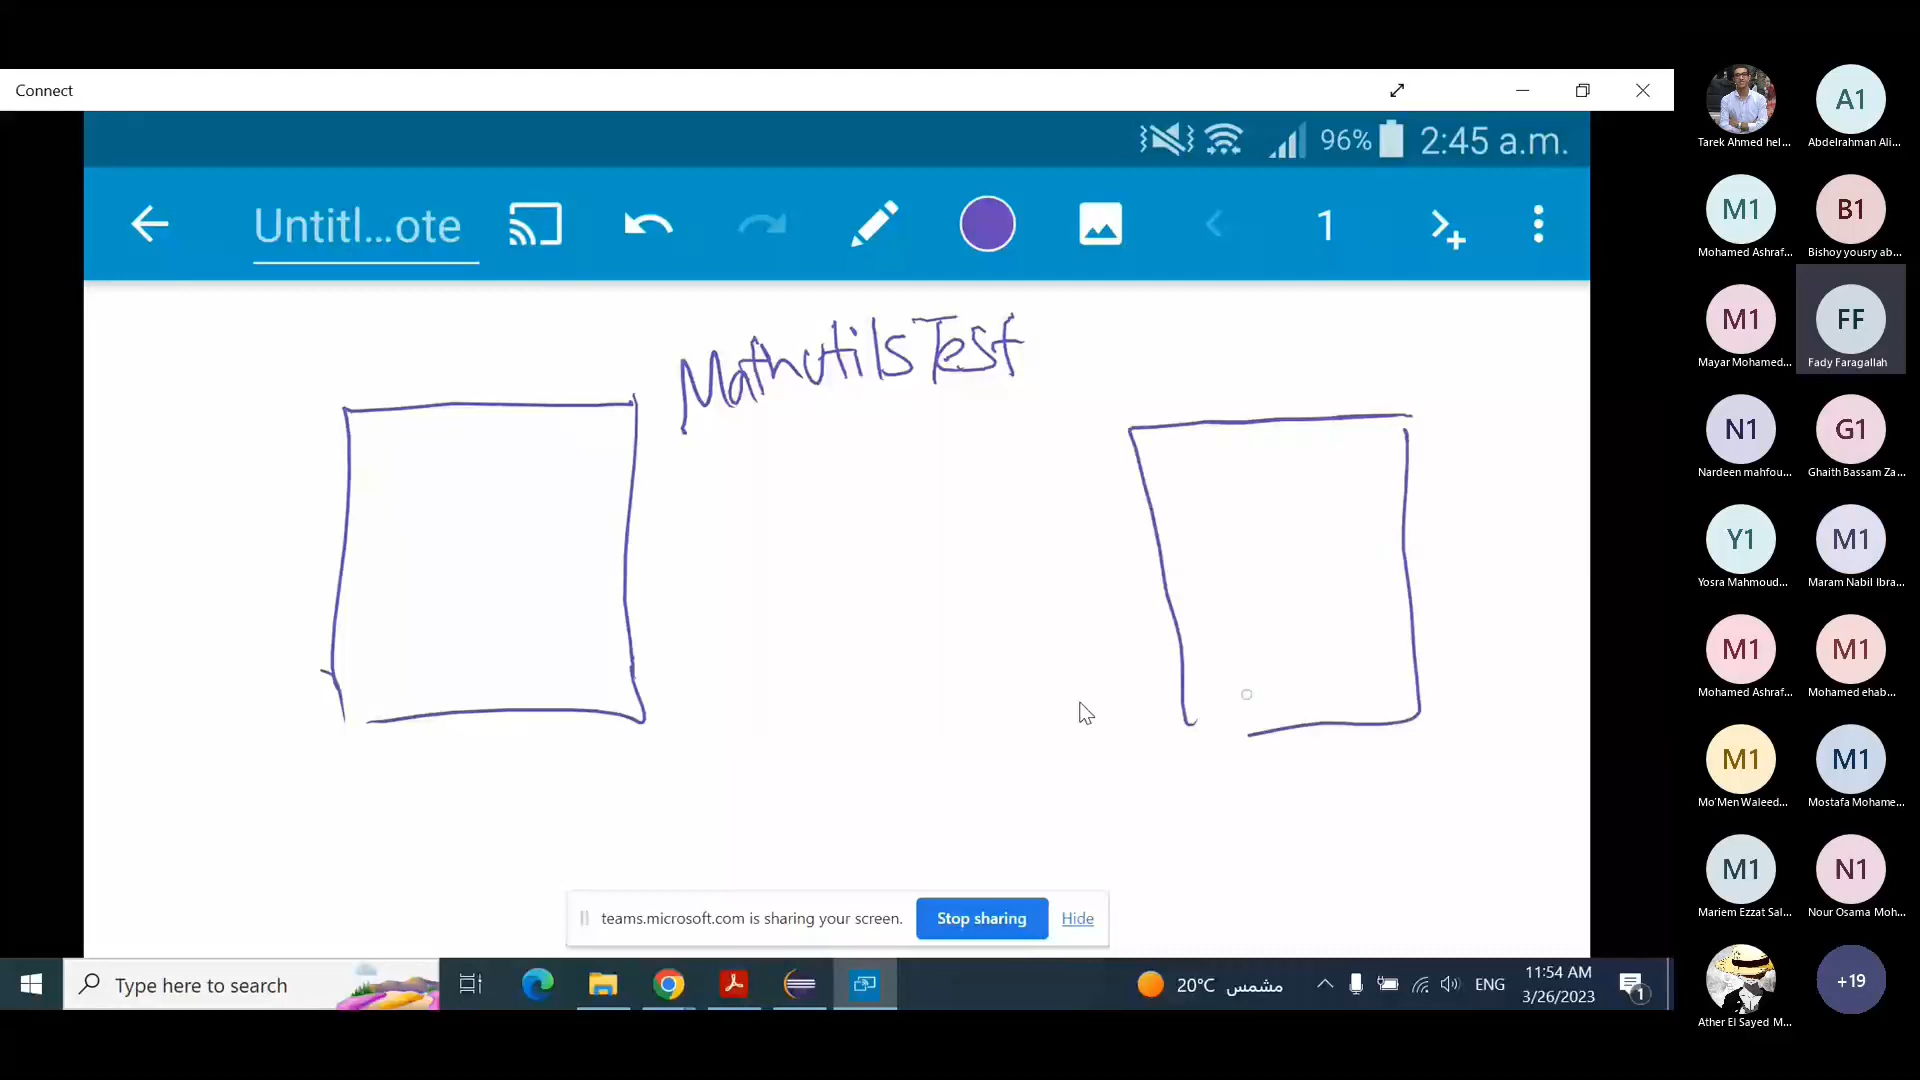 Connect
96% 2:45 a.m.
Untitl...ote 1
MathutilsTest
teams.microsoft.com is sharing your screen. Stop sharing Hide
Type here to search
20°C مشمس
ENG
11:54 AM
3/26/2023
1
Tarek Ahmed hel...
A1
Abdelrahman Ali...
M1
Mohamed Ashraf...
B1
Bishoy yousry ab...
M1
Mayar Mohamed...
FF
Fady Faragallah
N1
Nardeen mahfou...
G1
Ghaith Bassam Za...
Y1
Yosra Mahmoud...
M1
Maram Nabil Ibra...
M1
Mohamed Ashraf...
M1
Mohamed ehab...
M1
Mo'Men Waleed...
M1
Mostafa Mohame...
M1
Mariem Ezzat Sal...
N1
Nour Osama Moh...
Ather El Sayed M...
+19